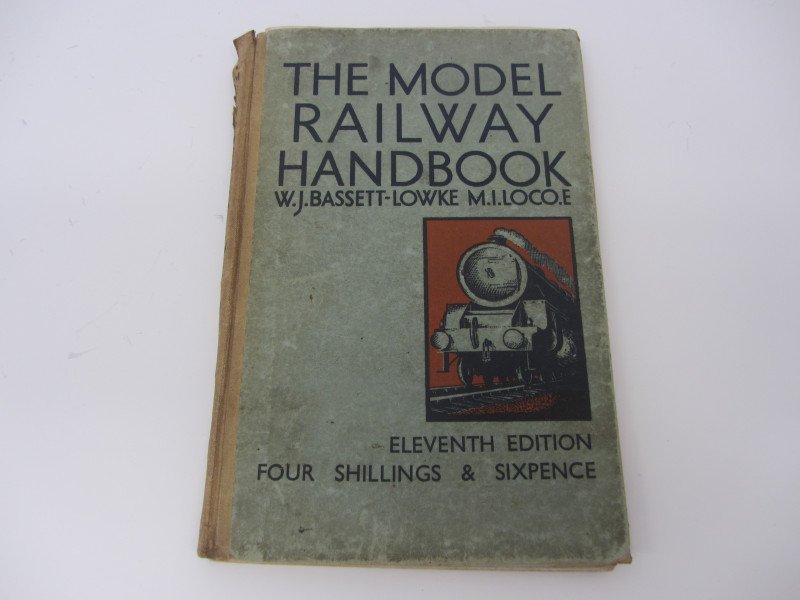 THE MODEL
RAILWAY
HANDBOOK
W.J.BASSETT-LOWKE M.I.LOCO.E
ELEVENTH EDITION
FOUR SHILLINGS & SIXPENCE